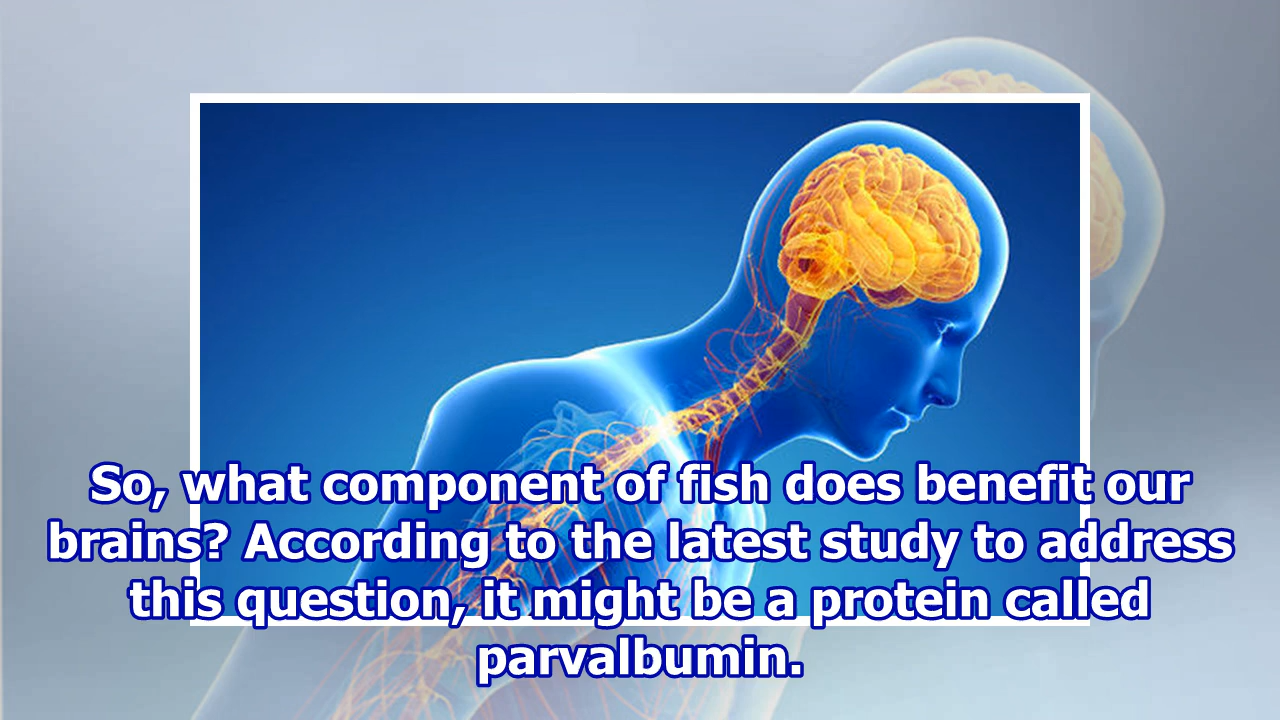 So, what component of fish does benefit our
brains? According to the latest study to address
this question, it might be a protein called
parvalbumin.